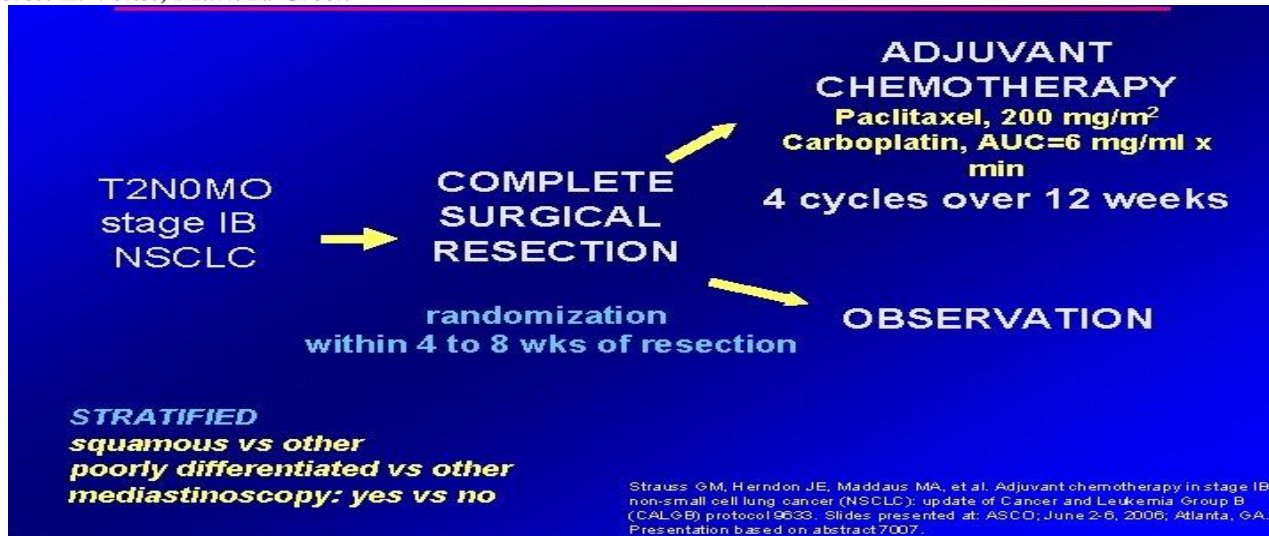 T2N0MO
stage IB
NSCLC
COMPLETE
SURGICAL
RESECTION
randomization
within 4 to 8 wks of resection
ADJUVANT
CHEMOTHERAPY
Paclitaxel, 200 mg/m²
Carboplatin, AUC=6 mg/ml x
min
4 cycles over 12 weeks
OBSERVATION
STRATIFIED
squamous vs other
poorly differentiated vs other
mediastinoscopy: yes vs no
Strauss GM, Herndon JE, Maddaus MA, et al. Adjuvant chemotherapy in stage IB
non-small cell lung cancer (NSCLC): update of Cancer and Leukemia Group B
(CALGB) protocol 9633. Slides presented at: ASCO; June 2-6, 2006; Atlanta, GA.
Presentation based on abstract 7007.